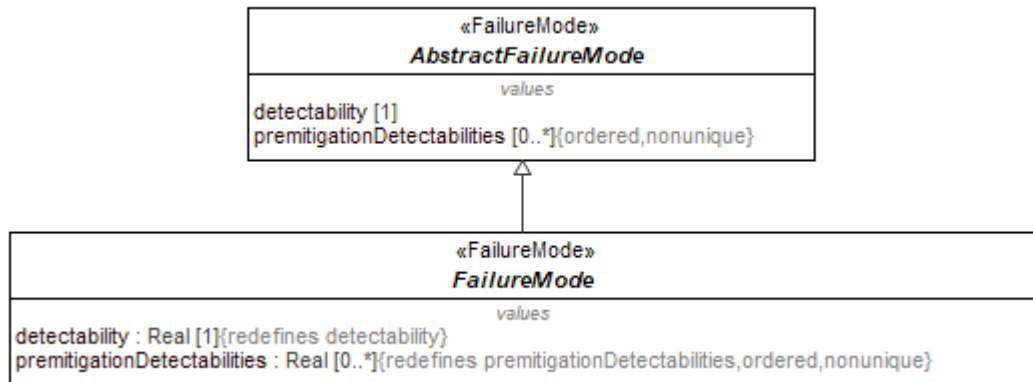 «FailureMode»
AbstractFailureMode
values
detectability [1]
premitigationDetectabilities [0..*]{ordered,nonunique}
«FailureMode»
FailureMode
values
detectability : Real [1]{redefines detectability}
premitigationDetectabilities : Real [0..*]{redefines premitigationDetectabilities,ordered,nonunique}